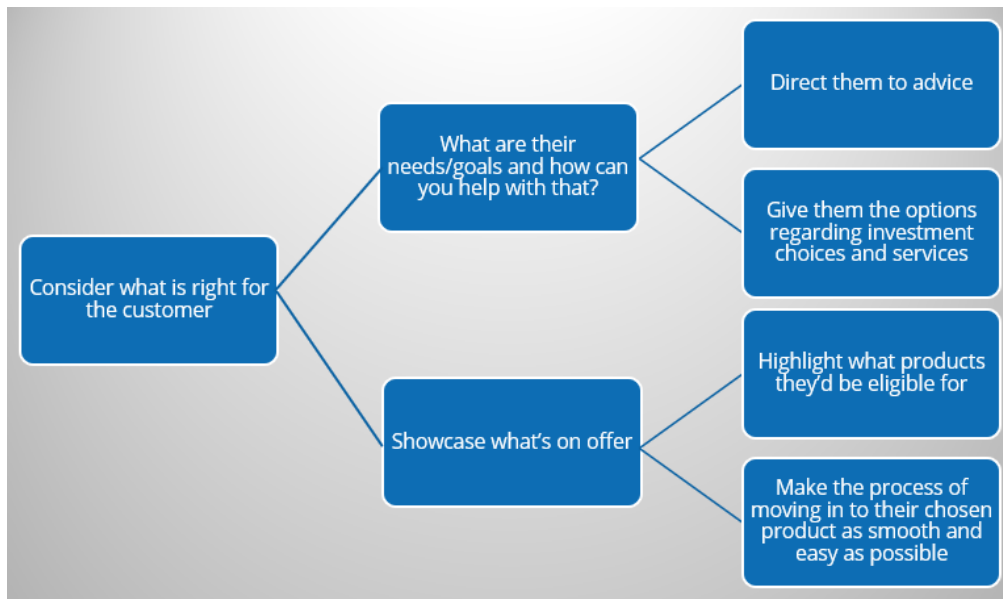 Consider what is right for
the customer
What are their
needs/goals and how can
you help with that?
Direct them to advice
Give them the options
regarding investment
choices and services
Showcase what's on offer
Highlight what products
they'd be eligible for
Make the process of
moving in to their chosen
product as smooth and
easy as possible